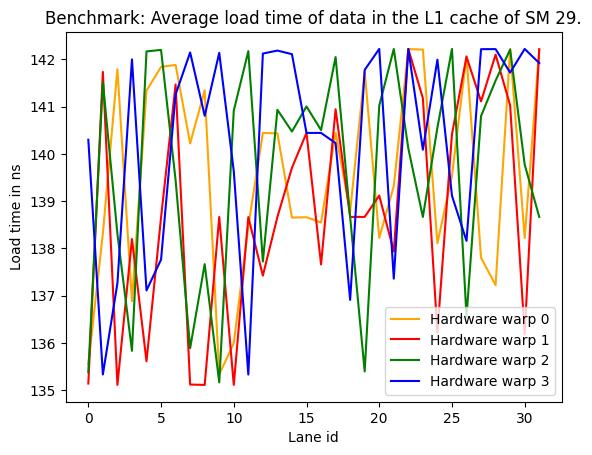 Benchmark: Average load time of data in the L1 cache of SM 29.
Load time in ns
142
141
140
139
138
137
136
135
Hardware warp 0
Hardware warp 1
Hardware warp 2
Hardware warp 3
0 5 10 15 20 25 30
Lane id